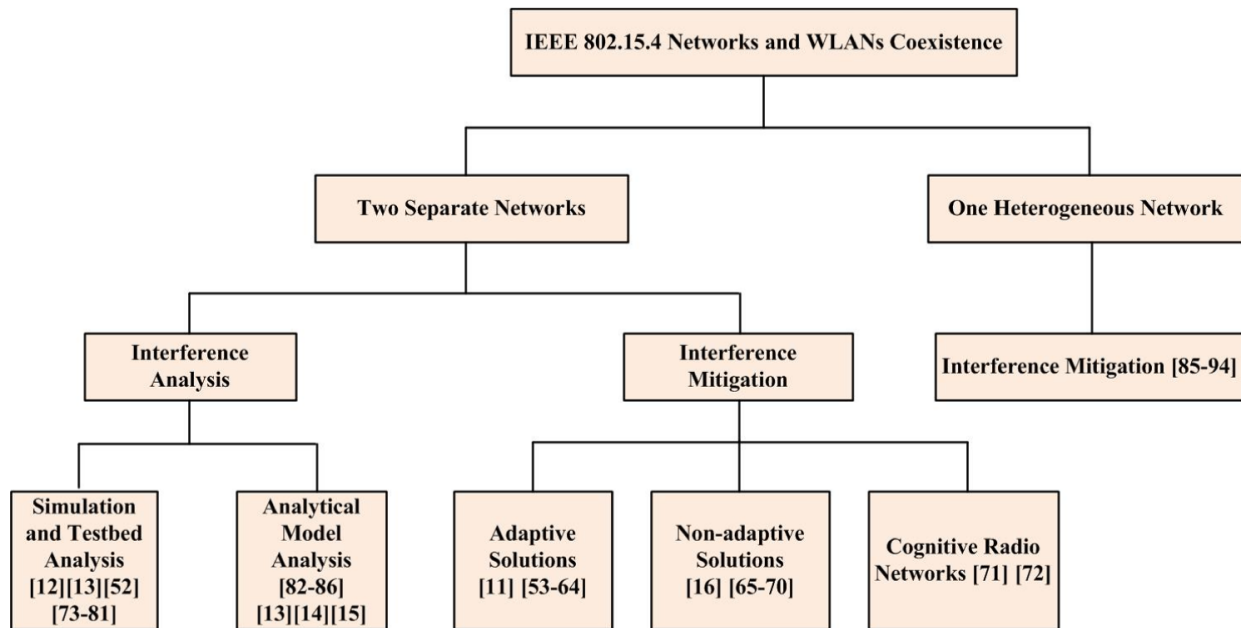 IEEE 802.15.4 Networks and WLANs Coexistence
Two Separate Networks
One Heterogeneous Network
Interference
Analysis
Interference
Mitigation
Interference Mitigation [85-94]
Simulation
and Testbed
Analysis
[12][13][52]
[73-81]
Analytical
Model
Analysis
[82-86]
[13][14][15]
Adaptive
Solutions
[11] [53-64]
Non-adaptive
Solutions
[16] [65-70]
Cognitive Radio
Networks [71] [72]